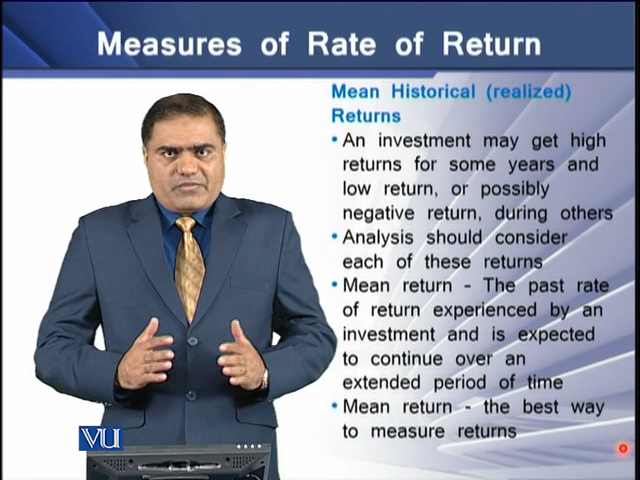 Measures of Rate of Return
Mean Historical (realized)
Returns
• An investment may get high
returns for some years and
low return, or possibly
negative return, during others
• Analysis should consider
each of these returns
• Mean return - The past rate
of return experienced by an
investment and is expected
to continue over an
extended period of time
• Mean return - the best way
to measure returns
VU